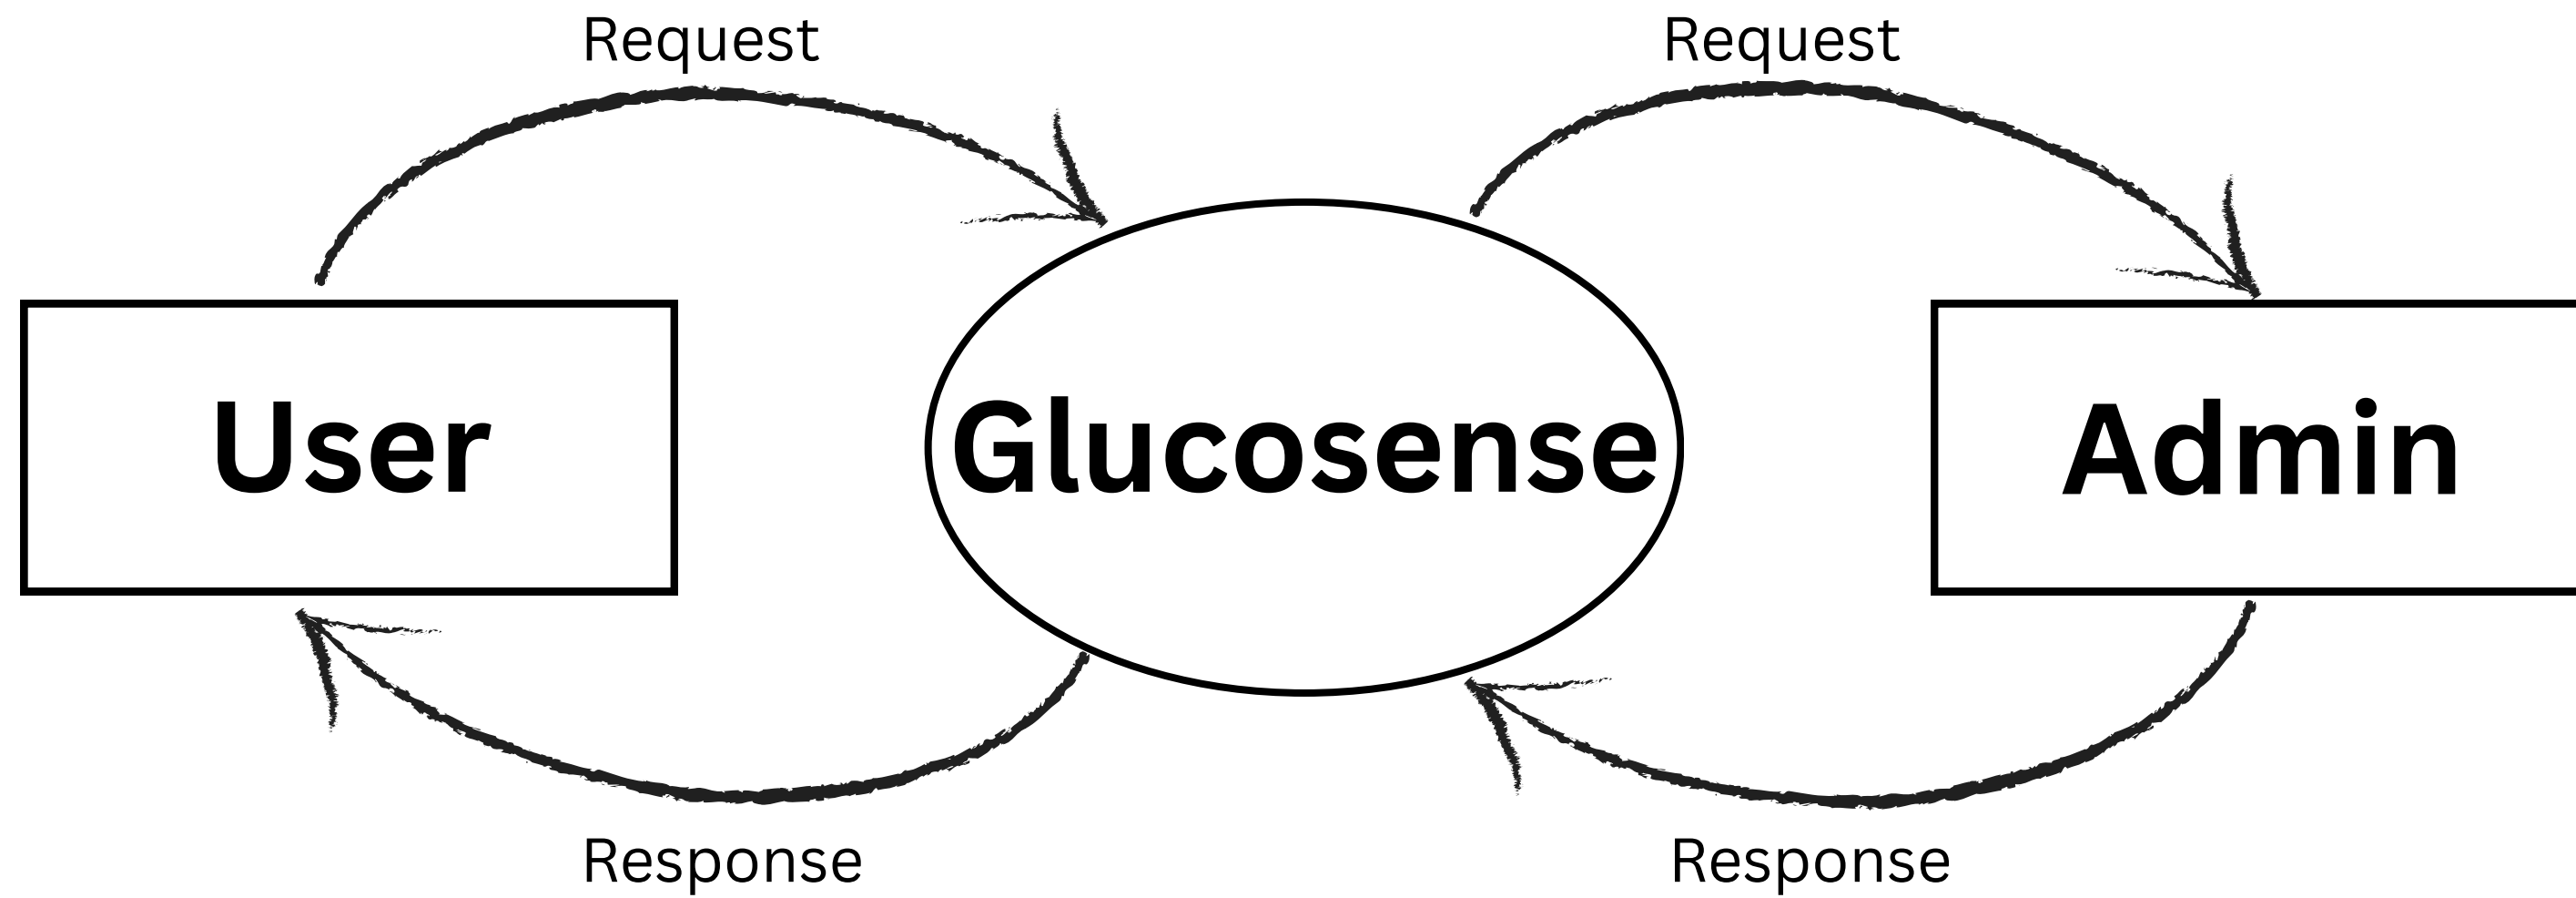 Request
Request
User
Glucosense
Admin
Response
Response